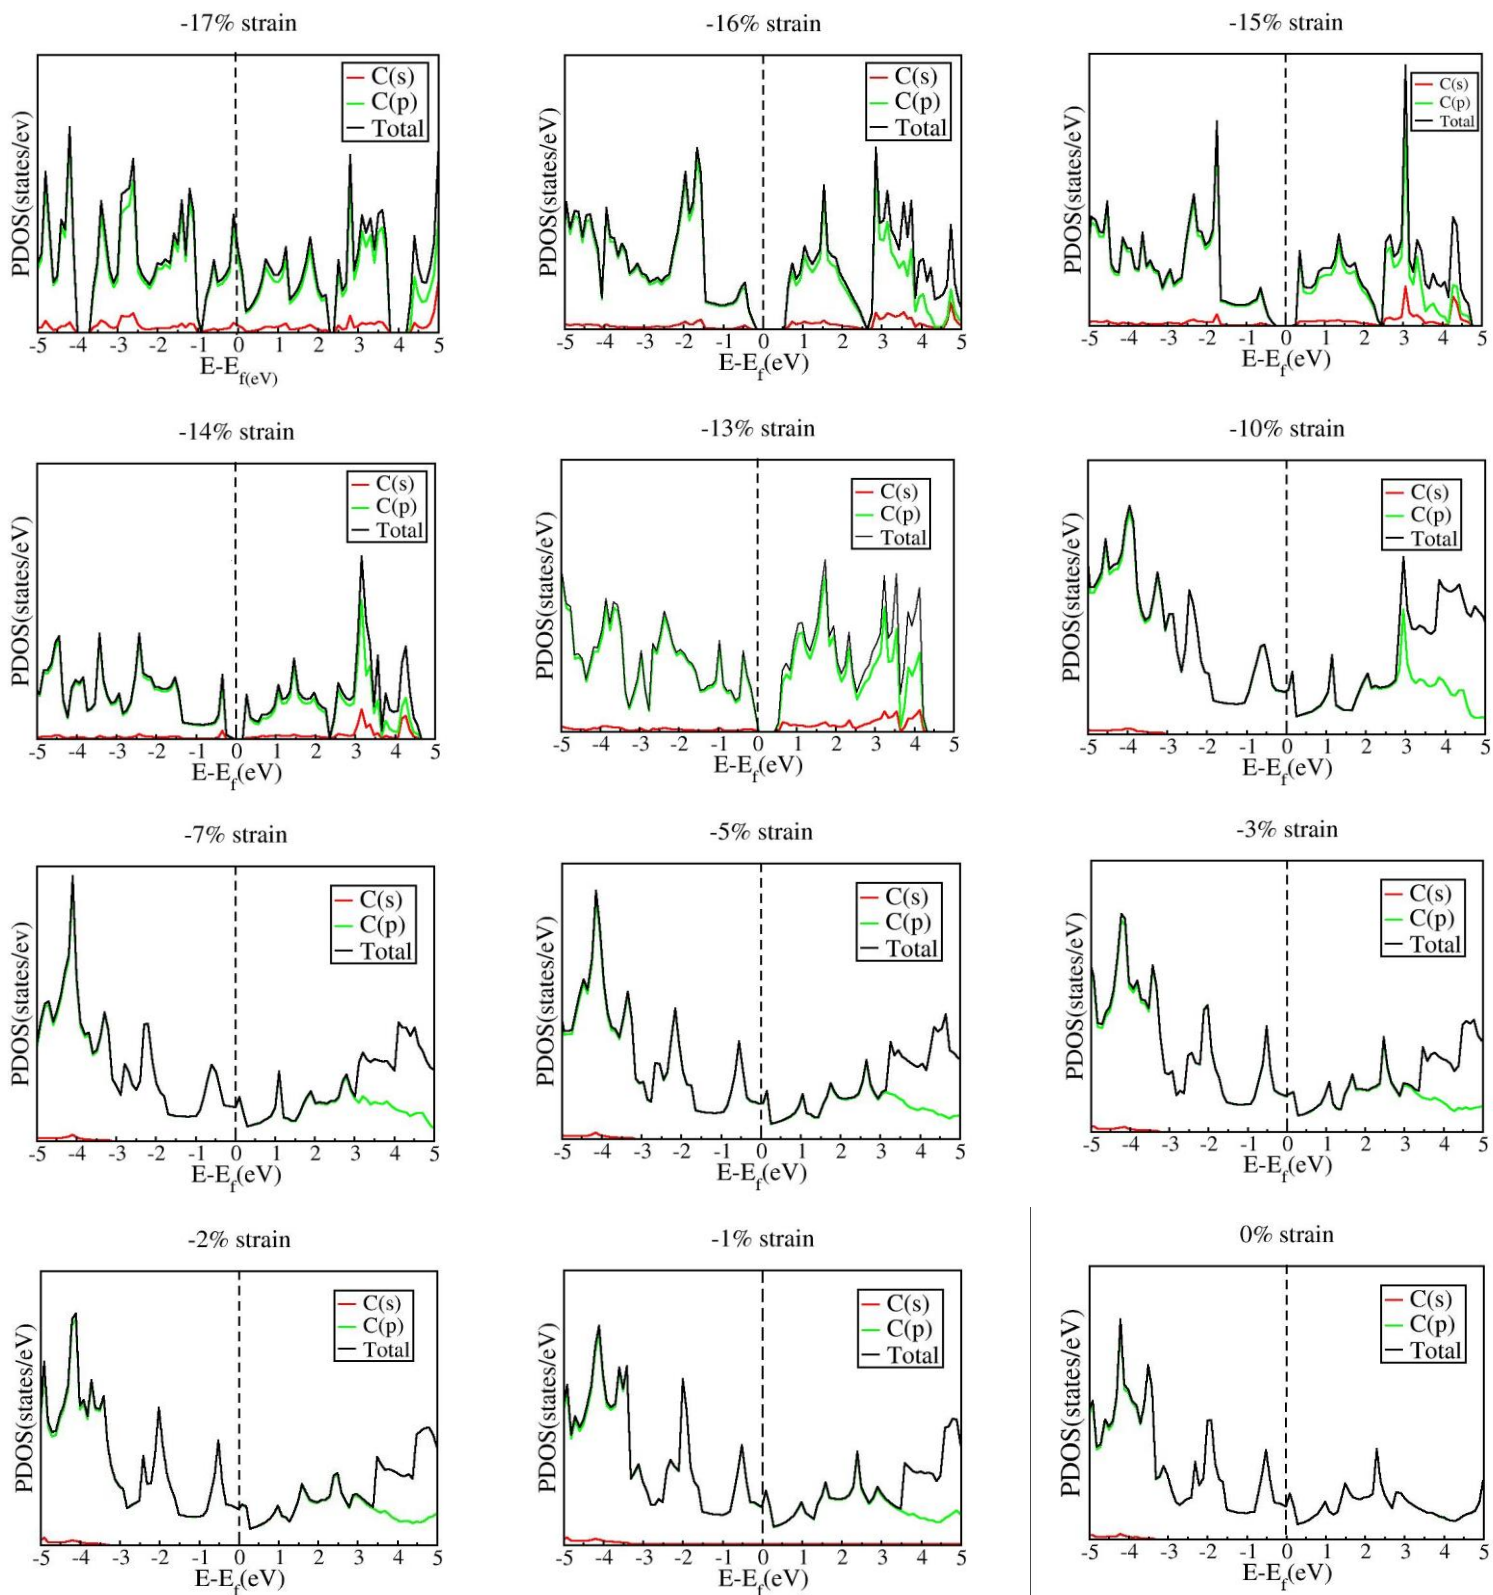 -17% strain
PDOS(states/ev)
C(s)
C(p)
Total
-5 -4 -3 -2 -1 0 1 2 3 4 5
E-Ef(eV)
-16% strain
PDOS(states/eV)
C(s)
C(p)
Total
-5 -4 -3 -2 -1 0 1 2 3 4 5
E-Ef(eV)
-15% strain
PDOS(states/eV)
C(s)
C(p)
Total
-5 -4 -3 -2 -1 0 1 2 3 4 5
E-Ef(eV)
-14% strain
PDOS(states/eV)
C(s)
C(p)
Total
-5 -4 -3 -2 -1 0 1 2 3 4 5
E-Ef(eV)
-13% strain
PDOS(states/eV)
C(s)
C(p)
Total
-5 -4 -3 -2 -1 0 1 2 3 4 5
E-Ef(eV)
-10% strain
PDOS(states/eV)
C(s)
C(p)
Total
-5 -4 -3 -2 -1 0 1 2 3 4 5
E-Ef(eV)
-7% strain
PDOS(states/ev)
C(s)
C(p)
Total
-5 -4 -3 -2 -1 0 1 2 3 4 5
E-Ef(eV)
-5% strain
PDOS(states/eV)
C(s)
C(p)
Total
-5 -4 -3 -2 -1 0 1 2 3 4 5
E-Ef(eV)
-3% strain
PDOS(states/eV)
C(s)
C(p)
Total
-5 -4 -3 -2 -1 0 1 2 3 4 5
E-Ef(eV)
-2% strain
PDOS(states/eV)
C(s)
C(p)
Total
-5 -4 -3 -2 -1 0 1 2 3 4 5
E-Ef(eV)
-1% strain
PDOS(states/eV)
C(s)
C(p)
Total
-5 -4 -3 -2 -1 0 1 2 3 4 5
E-Ef(eV)
0% strain
PDOS(states/eV)
C(s)
C(p)
Total
-5 -4 -3 -2 -1 0 1 2 3 4 5
E-Ef(eV)